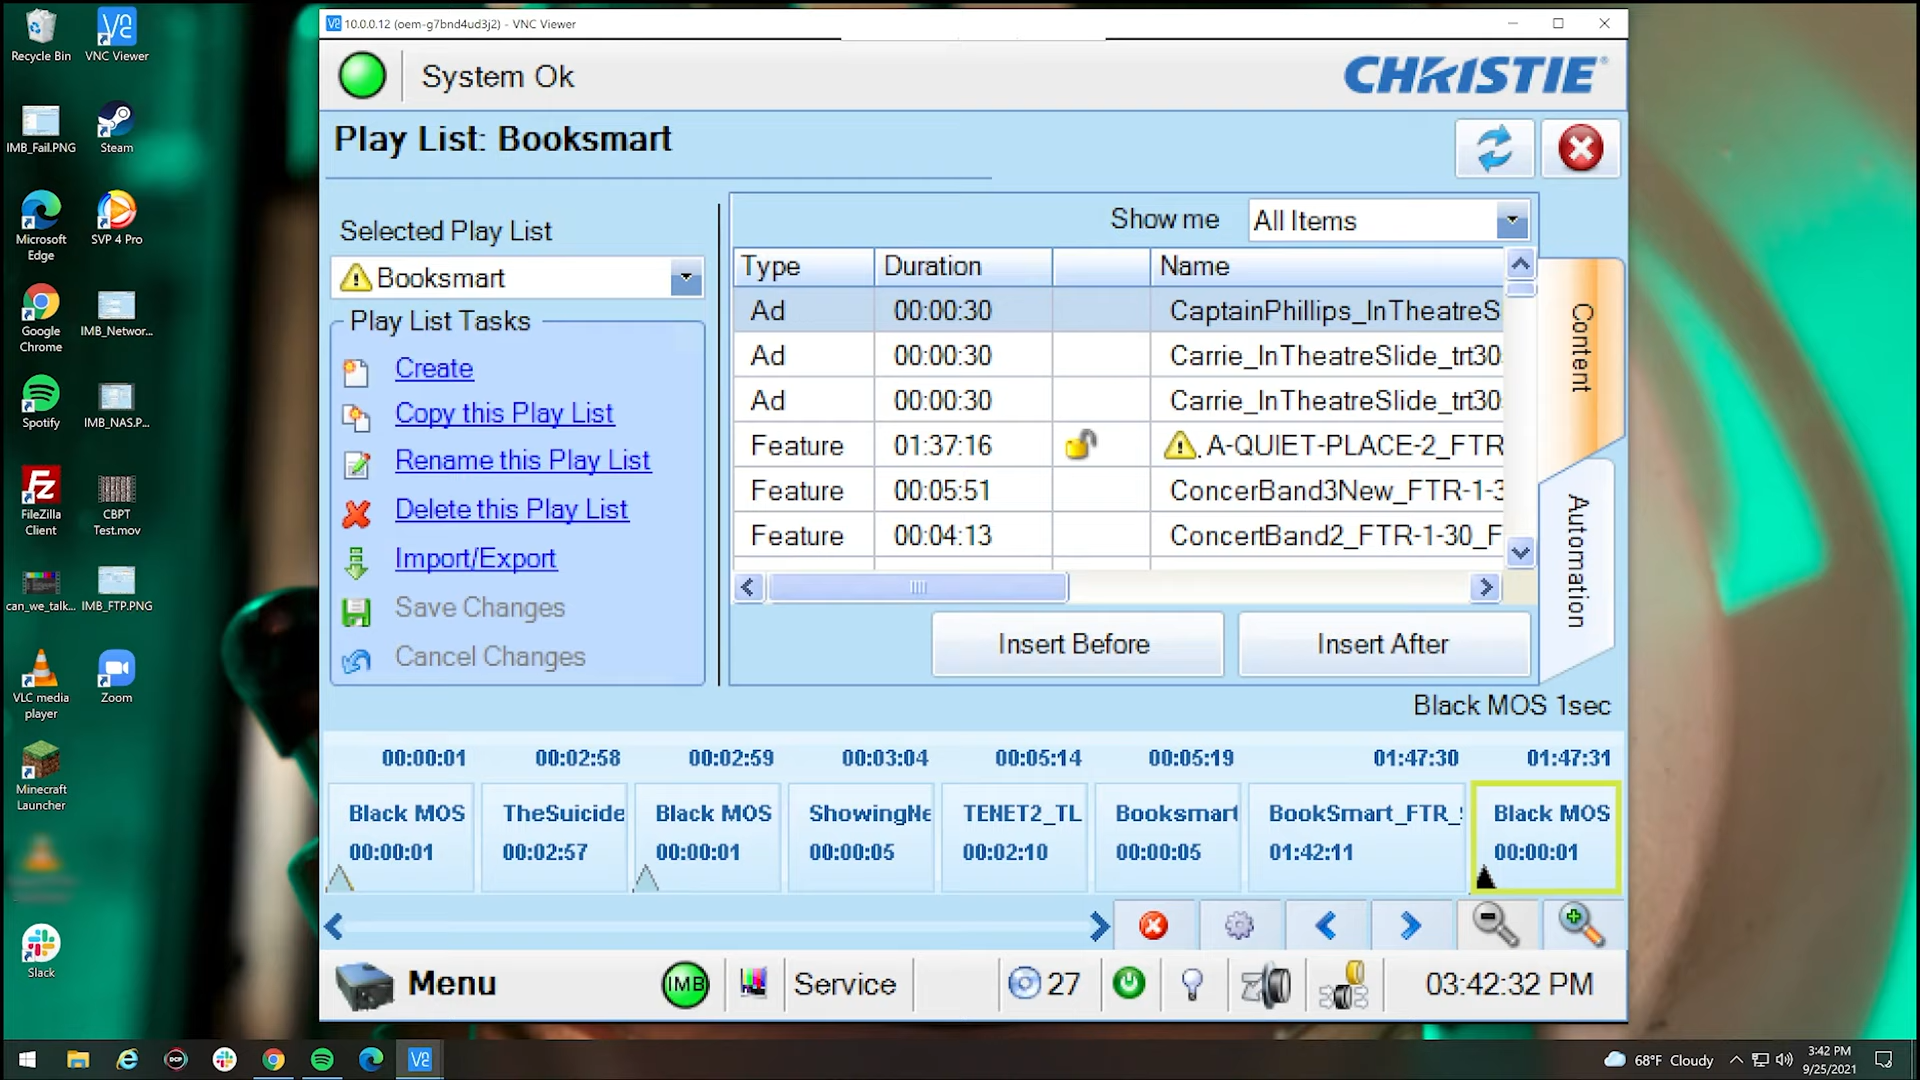 10.0.0.12 (oem-g7bnd4ud3j2) - VNC Viewer
System Ok
CHRISTIE®
Play List: Booksmart
Selected Play List
Booksmart
Play List Tasks
Create
Copy this Play List
Rename this Play List
Delete this Play List
Import/Export
Save Changes
Cancel Changes
Show me
All Items
Type Duration Name
Ad 00:00:30 CaptainPhillips_InTheatreS
Ad 00:00:30 Carrie_InTheatreSlide_trt30
Ad 00:00:30 Carrie_InTheatreSlide_trt30
Feature 01:37:16 A-QUIET-PLACE-2_FTR
Feature 00:05:51 ConcerBand3New_FTR-1-3
Feature 00:04:13 ConcertBand2_FTR-1-30_F
Content
Automation
Insert Before
Insert After
Black MOS 1sec
00:00:01 00:02:58 00:02:59 00:03:04 00:05:14 00:05:19 01:47:30 01:47:31
Black MOS TheSuicide Black MOS ShowingNe TENET2_TL Booksmart BookSmart_FTR_ Black MOS
00:00:01 00:02:57 00:00:01 00:00:05 00:02:10 00:00:05 01:42:11 00:00:01
Menu
IMB
Service
27
03:42:32 PM
Recycle Bin
VNC Viewer
IMB_Fail.PNG
Steam
Microsoft
Edge
SVP 4 Pro
Google
Chrome
IMB_Networ...
Spotify
IMB_NAS.P...
FileZilla
Client
CBPT
Test.mov
can_we_talk...
IMB_FTP.PNG
VLC media
player
Zoom
Minecraft
Launcher
Slack
DCP
68°F Cloudy
3:42 PM
9/25/2021